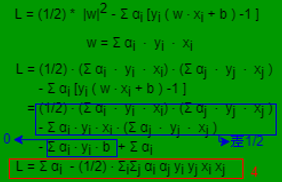 L = (1/2) * |w|² - Σ αi [yi ( w · xi + b ) -1 ]
w = Σ αi · yi · xi
L = (1/2) · (Σ αi · yi · xi) · (Σ αj · yj · xj )
- Σ αi [yi ( w · xi + b ) -1 ]
= (1/2) · (Σ αi · yi · xi) · (Σ αj · yj · xj )
- Σ αi · yi · xi · (Σ αj · yj · xj )
0 差1/2
- Σ αi · yi · b + Σ αi
L = Σ αi - (1/2) · ΣiΣj αi αj yi yj xi xj 4